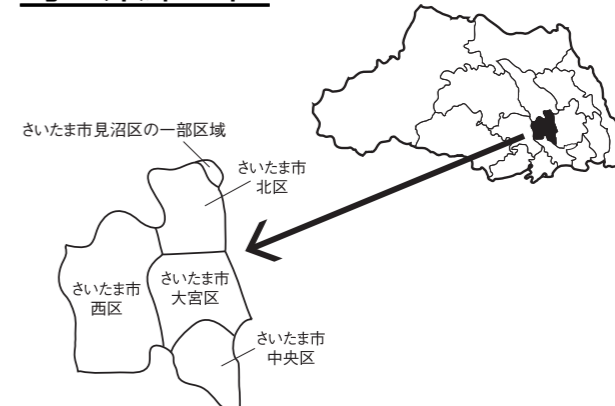 さいたま市見沼区の一部区域
さいたま市
北区
さいたま市
西区
さいたま市
大宮区
さいたま市
中央区